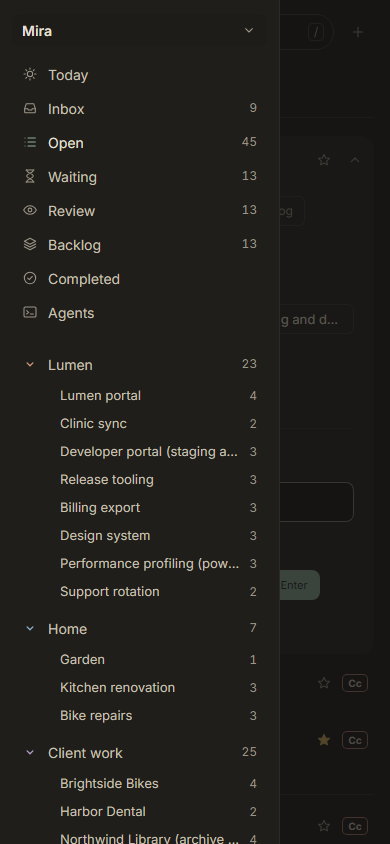 Mira
/
Today
Inbox 9
Open 45
Waiting 13
Review 13
Backlog 13
Completed
Agents
og
g and d...
Lumen 23
Lumen portal 4
Clinic sync 2
Developer portal (staging a... 3
Release tooling 3
Billing export 3
Design system 3
Performance profiling (pow... 3
Enter
Support rotation 2
Home 7
Garden 1
Kitchen renovation 3
Cc
Bike repairs 3
Cc
Client work 25
Brightside Bikes 4
Harbor Dental 2
Cc
Northwind Library (archive ... 4